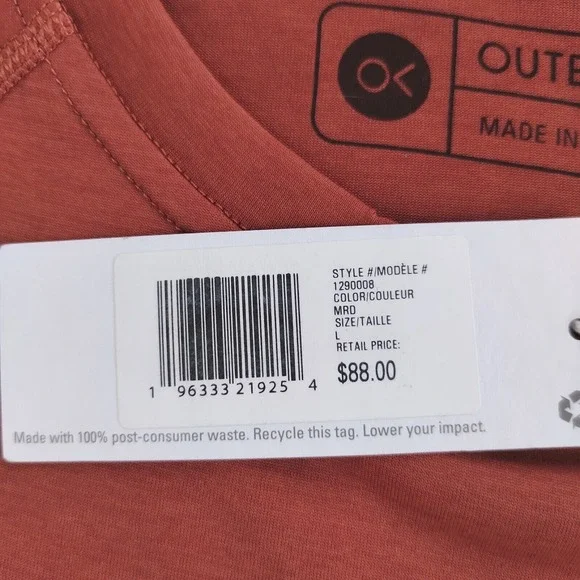 OK
OUTE
MADE IN
STYLE #/MODÈLE #
1290008
COLOR/COULEUR
MRD
SIZE/TAILLE
L
RETAIL PRICE:
$88.00
1 96333 21925 4
Made with 100% post-consumer waste. Recycle this tag. Lower your impact.